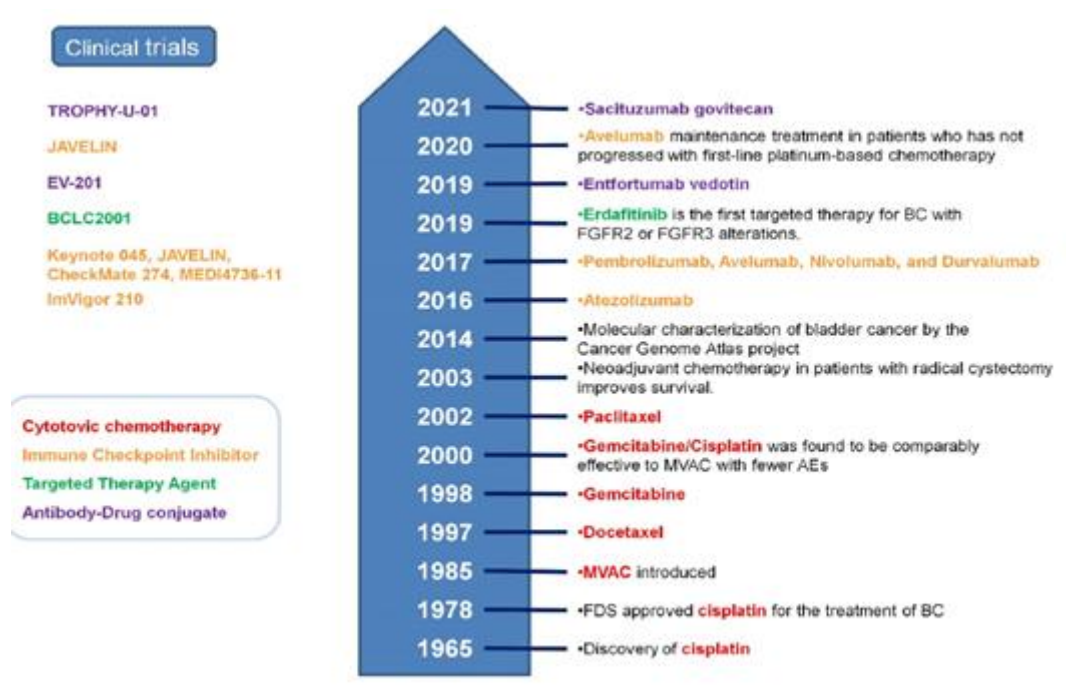 Clinical trials
TROPHY-U-01
JAVELIN
EV-201
BCLC2001
Keynote 045, JAVELIN,
CheckMate 274, MEDI4736-11
ImVigor 210
Cytotovic chemotherapy
Immune Checkpoint Inhibitor
Targeted Therapy Agent
Antibody-Drug conjugate
2021 •Sacituzumab govitecan
2020 •Avelumab maintenance treatment in patients who has not
progressed with first-line platinum-based chemotherapy
2019 •Entfortumab vedotin
2019 •Erdafitinib is the first targeted therapy for BC with
FGFR2 or FGFR3 alterations.
2017 •Pembrolizumab, Avelumab, Nivolumab, and Durvalumab
2016 •Atezolizumab
2014 •Molecular characterization of bladder cancer by the
Cancer Genome Atlas project
2003 •Neoadjuvant chemotherapy in patients with radical cystectomy
improves survival.
2002 •Paclitaxel
2000 •Gemcitabine/Cisplatin was found to be comparably
effective to MVAC with fewer AEs
1998 •Gemcitabine
1997 •Docetaxel
1985 •MVAC introduced
1978 •FDS approved cisplatin for the treatment of BC
1965 •Discovery of cisplatin